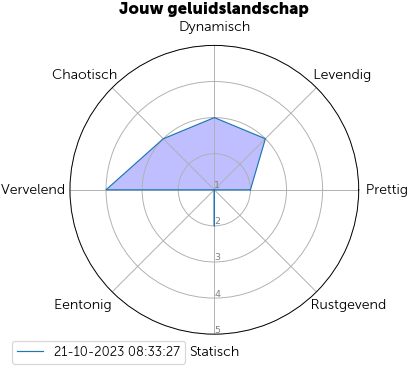 Jouw geluidslandschap
Dynamisch
Chaotisch
Levendig
Vervelend
1
Prettig
2
3
4
Eentonig
Rustgevend
5
21-10-2023 08:33:27
Statisch